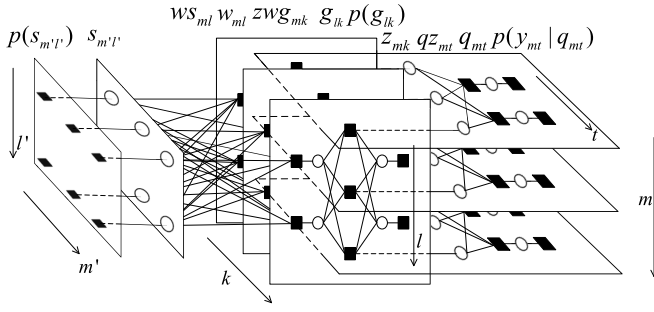 ws_{ml} w_{ml} zwg_{mk} g_{lk} p(g_{lk})
p(s_{m'l'}) s_{m'l'}
z_{mk} qz_{mt} q_{mt} p(y_{mt} | q_{mt})
l'
t
m
m'
k
l